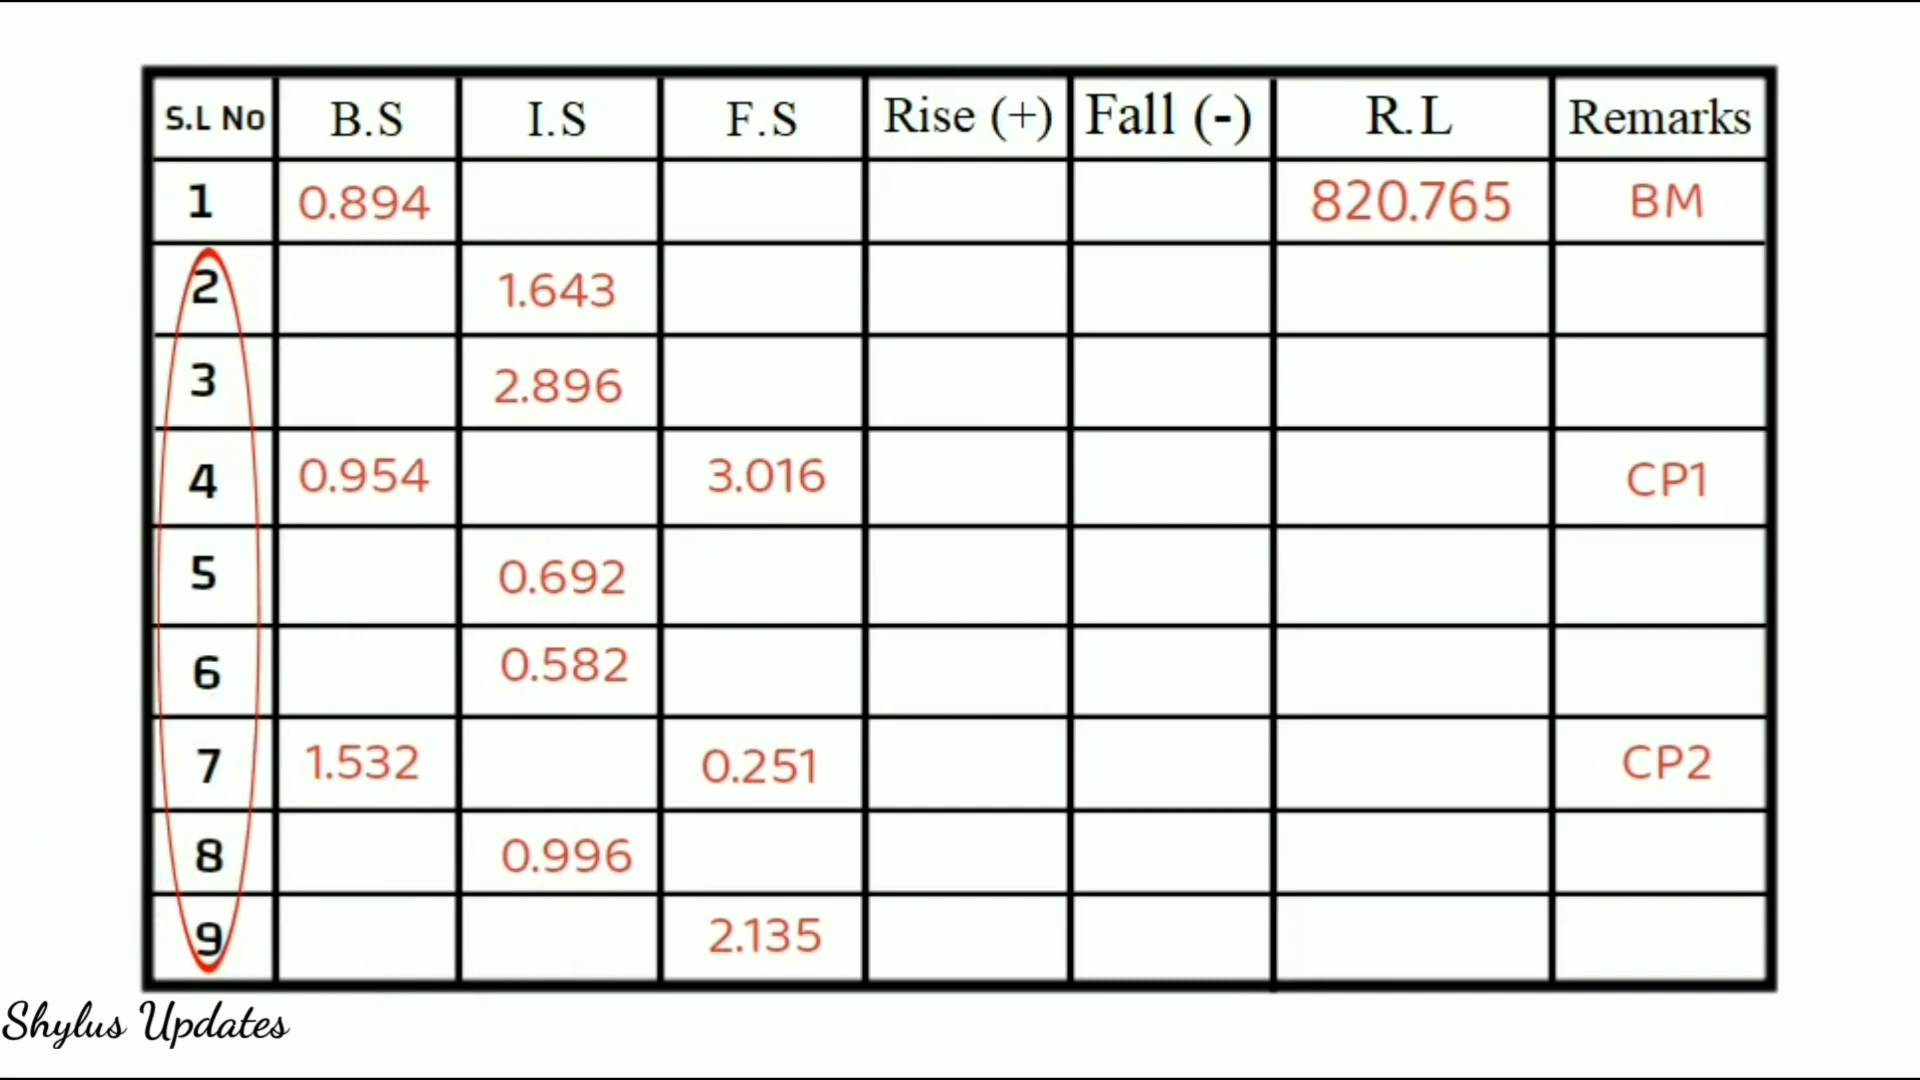 S.L No B.S I.S F.S Rise (+) Fall (-) R.L Remarks
1 0.894 820.765 BM
2 1.643
3 2.896
4 0.954 3.016 CP1
5 0.692
6 0.582
7 1.532 0.251 CP2
8 0.996
9 2.135
Shylus Updates